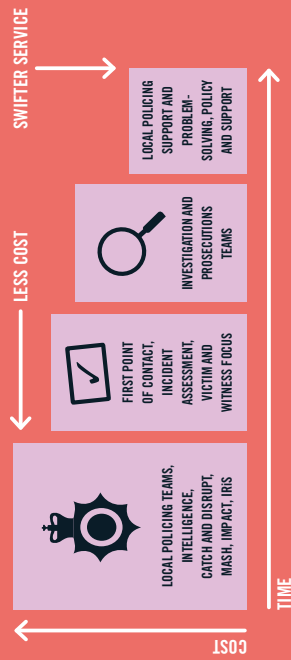 COST
LOCAL POLICING TEAMS,
INTELLIGENCE,
CATCH AND DISRUPT,
MASH, IMPACT, IRIS
FIRST POINT
OF CONTACT,
INCIDENT
ASSESSMENT,
VICTIM AND
WITNESS FOCUS
INVESTIGATION AND
PROSECUTIONS
TEAMS
LOCAL POLICING
SUPPORT AND
PROBLEM-
SOLVING, POLICY
AND SUPPORT
LESS COST
SWIFTER SERVICE
TIME